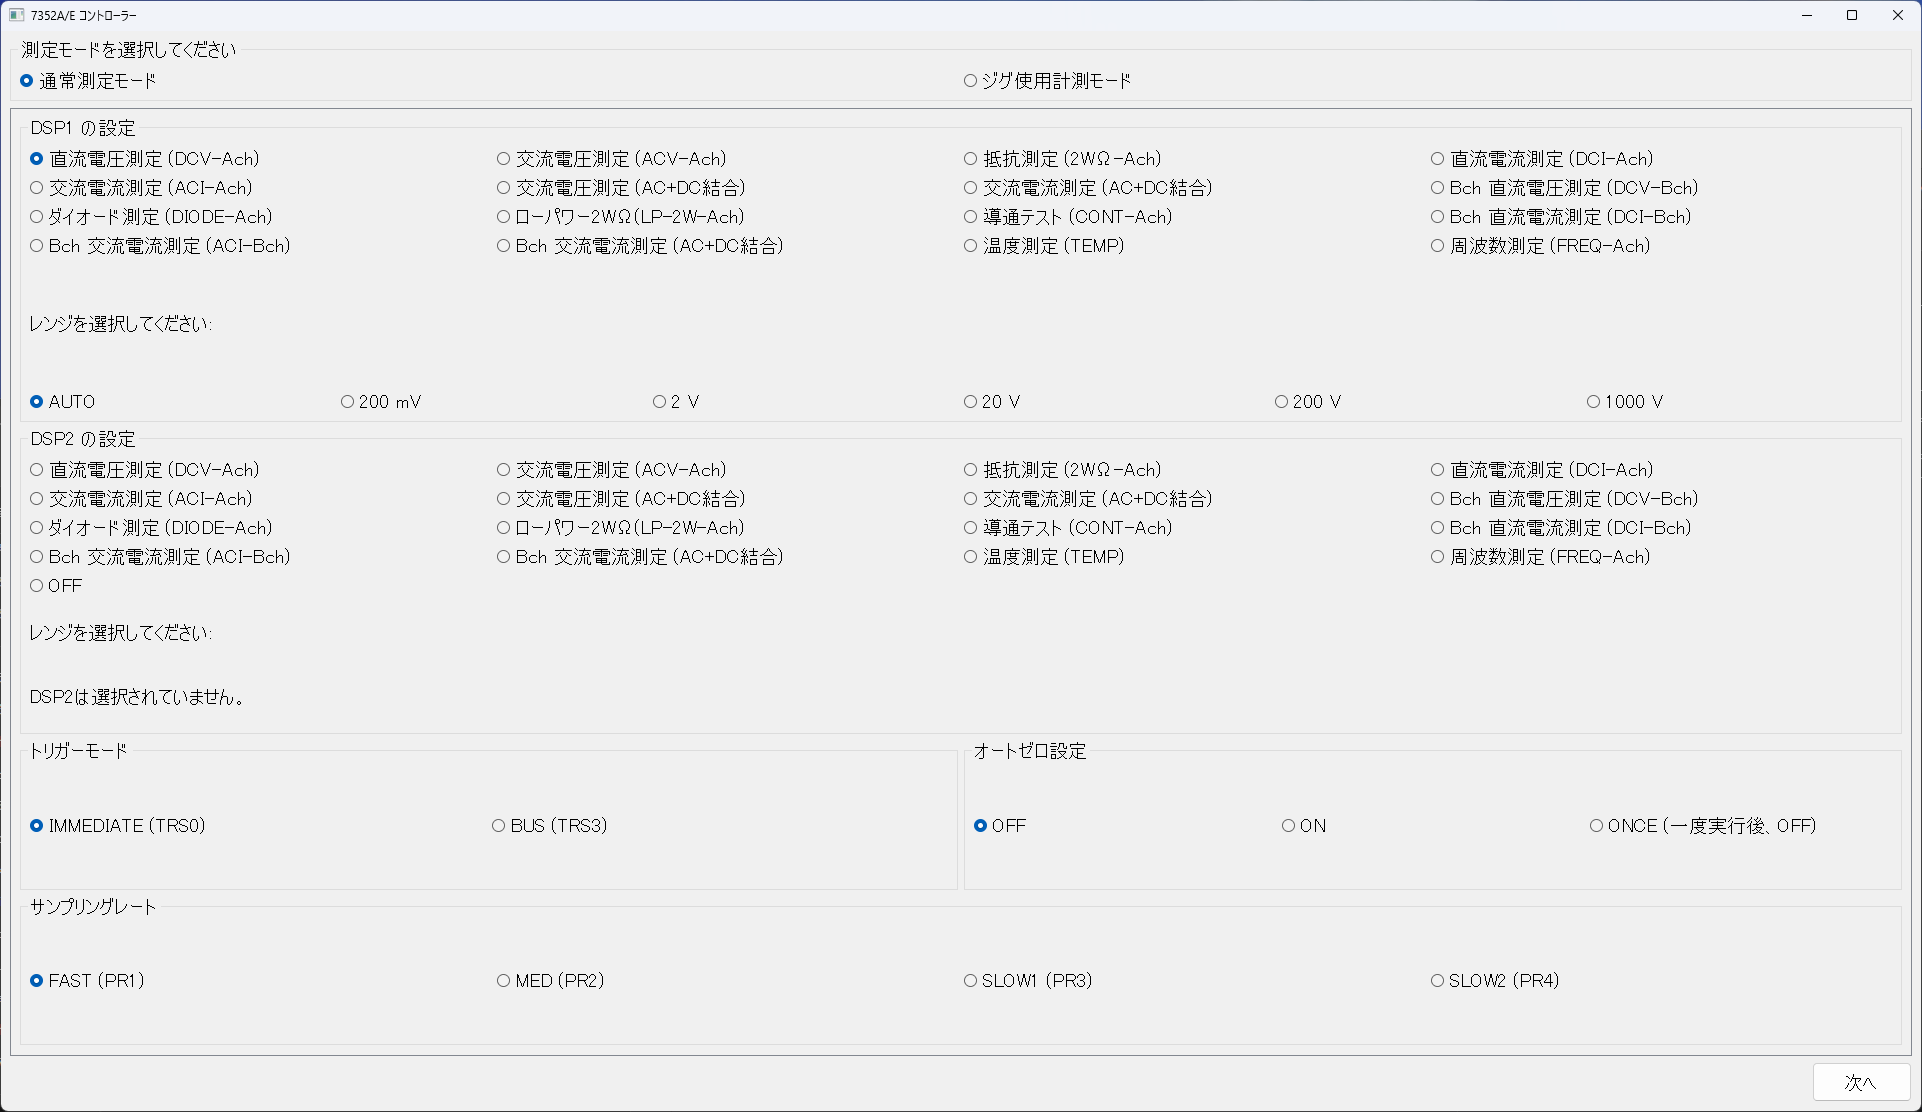 7352A/E コントローラー
測定モードを選択してください
通常測定モード ジグ使用計測モード
DSP1 の設定
直流電圧測定 (DCV-Ach) 交流電圧測定 (ACV-Ach) 抵抗測定 (2WΩ-Ach) 直流電流測定 (DCI-Ach)
交流電流測定 (ACI-Ach) 交流電圧測定 (AC+DC結合) 交流電流測定 (AC+DC結合) Bch 直流電圧測定 (DCV-Bch)
ダイオード測定 (DIODE-Ach) ローパワー2WΩ(LP-2W-Ach) 導通テスト (CONT-Ach) Bch 直流電流測定 (DCI-Bch)
Bch 交流電流測定 (ACI-Bch) Bch 交流電流測定 (AC+DC結合) 温度測定 (TEMP) 周波数測定 (FREQ-Ach)
レンジを選択してください:
AUTO 200 mV 2 V 20 V 200 V 1000 V
DSP2 の設定
直流電圧測定 (DCV-Ach) 交流電圧測定 (ACV-Ach) 抵抗測定 (2WΩ-Ach) 直流電流測定 (DCI-Ach)
交流電流測定 (ACI-Ach) 交流電圧測定 (AC+DC結合) 交流電流測定 (AC+DC結合) Bch 直流電圧測定 (DCV-Bch)
ダイオード測定 (DIODE-Ach) ローパワー2WΩ(LP-2W-Ach) 導通テスト (CONT-Ach) Bch 直流電流測定 (DCI-Bch)
Bch 交流電流測定 (ACI-Bch) Bch 交流電流測定 (AC+DC結合) 温度測定 (TEMP) 周波数測定 (FREQ-Ach)
OFF
レンジを選択してください:
DSP2は選択されていません。
トリガーモード オートゼロ設定
IMMEDIATE (TRS0) BUS (TRS3) OFF ON ONCE (一度実行後、OFF)
サンプリングレート
FAST (PR1) MED (PR2) SLOW1 (PR3) SLOW2 (PR4)
次へ